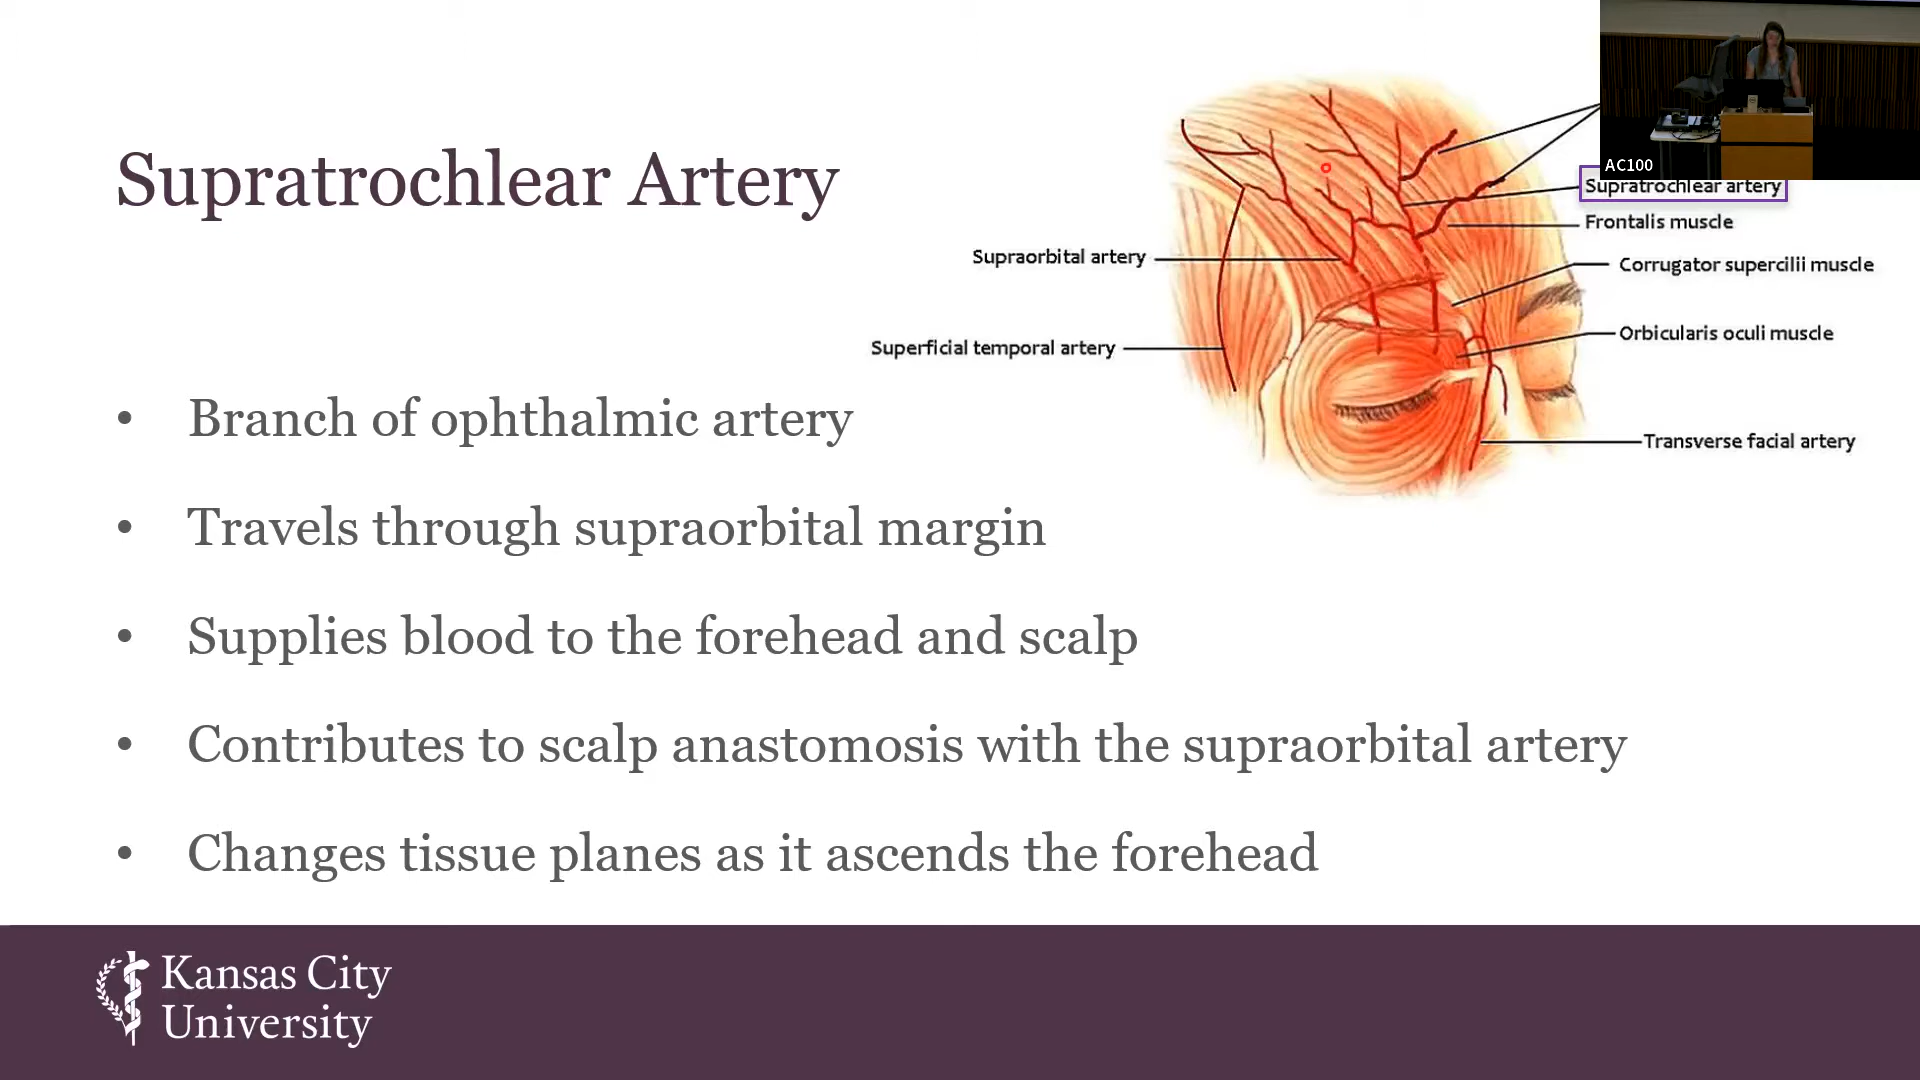 AC100
Supratrochlear Artery
Supratrochlear artery
Frontalis muscle
Supraorbital artery
Corrugator supercilii muscle
Orbicularis oculi muscle
Superficial temporal artery
Transverse facial artery
• Branch of ophthalmic artery
• Travels through supraorbital margin
• Supplies blood to the forehead and scalp
• Contributes to scalp anastomosis with the supraorbital artery
• Changes tissue planes as it ascends the forehead
Kansas City
University